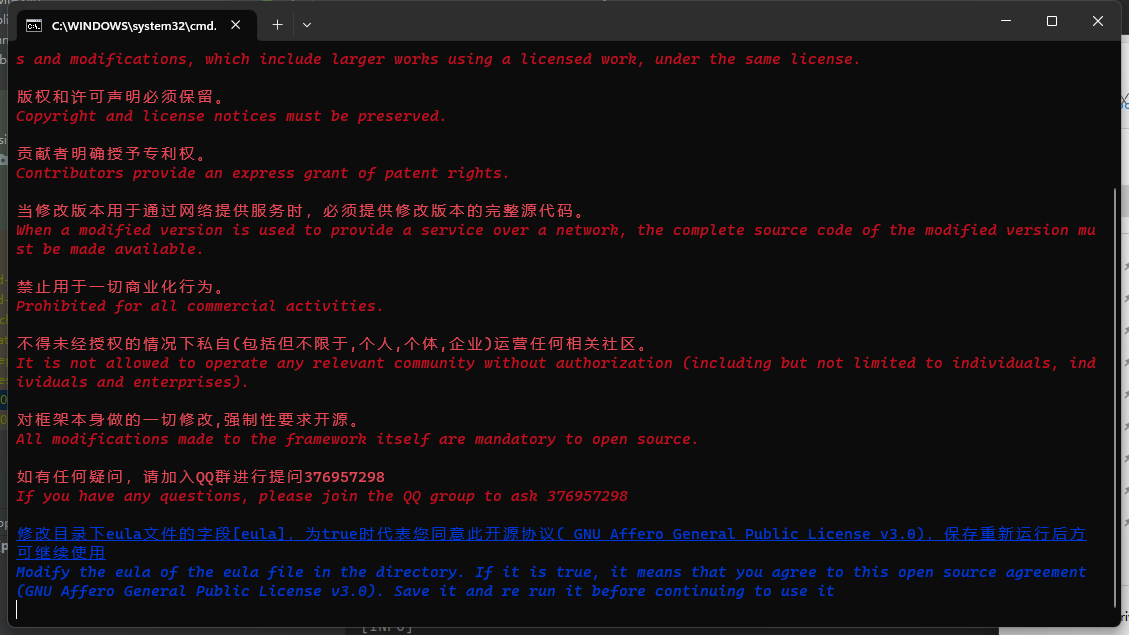 C:\WINDOWS\system32\cmd.
s and modifications, which include larger works using a licensed work, under the same license.
版权和许可声明必须保留。
Copyright and license notices must be preserved.
贡献者明确授予专利权。
Contributors provide an express grant of patent rights.
当修改版本用于通过网络提供服务时, 必须提供修改版本的完整源代码。
When a modified version is used to provide a service over a network, the complete source code of the modified version mu
st be made available.
禁止用于一切商业化行为。
Prohibited for all commercial activities.
不得未经授权的情况下私自(包括但不限于,个人,个体,企业)运营任何相关社区。
It is not allowed to operate any relevant community without authorization (including but not limited to individuals, ind
ividuals and enterprises).
对框架本身做的一切修改,强制性要求开源。
All modifications made to the framework itself are mandatory to open source.
如有任何疑问, 请加入QQ群进行提问376957298
If you have any questions, please join the QQ group to ask 376957298
修改目录下eula文件的字段[eula], 为true时代表您同意此开源协议( GNU Affero General Public License v3.0), 保存重新运行后方
可继续使用
Modify the eula of the eula file in the directory. If it is true, it means that you agree to this open source agreement
(GNU Affero General Public License v3.0). Save it and re run it before continuing to use it
[INFO]